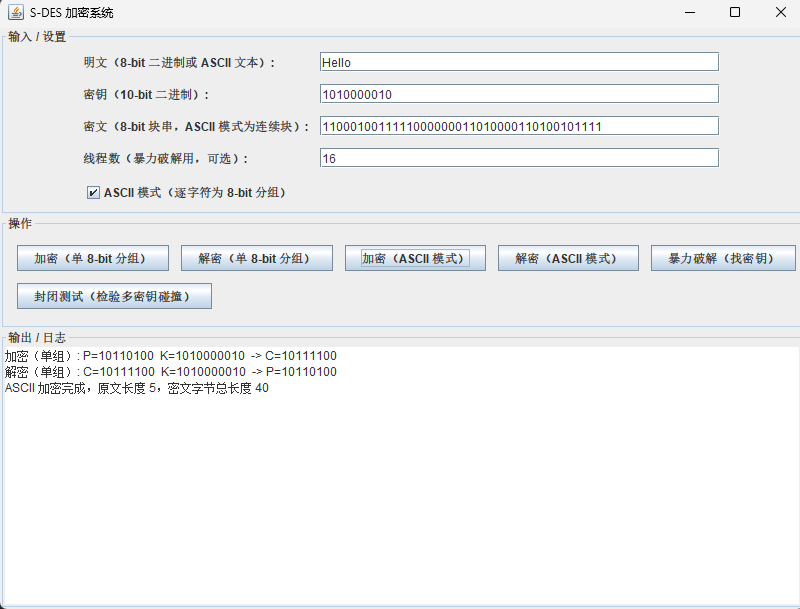 S-DES 加密系统
输入 / 设置
明文（8-bit 二进制或 ASCII 文本）: Hello
密钥（10-bit 二进制）: 1010000010
密文（8-bit 块串，ASCII 模式为连续块）: 1100010011111000000011010000110100101111
线程数（暴力破解用，可选）: 16
ASCII 模式（逐字符为 8-bit 分组）
操作
加密（单 8-bit 分组） 解密（单 8-bit 分组） 加密（ASCII 模式） 解密（ASCII 模式） 暴力破解（找密钥）
封闭测试（检验多密钥碰撞）
输出 / 日志
加密（单组）: P=10110100 K=1010000010 -> C=10111100
解密（单组）: C=10111100 K=1010000010 -> P=10110100
ASCII 加密完成，原文长度 5，密文字节总长度 40